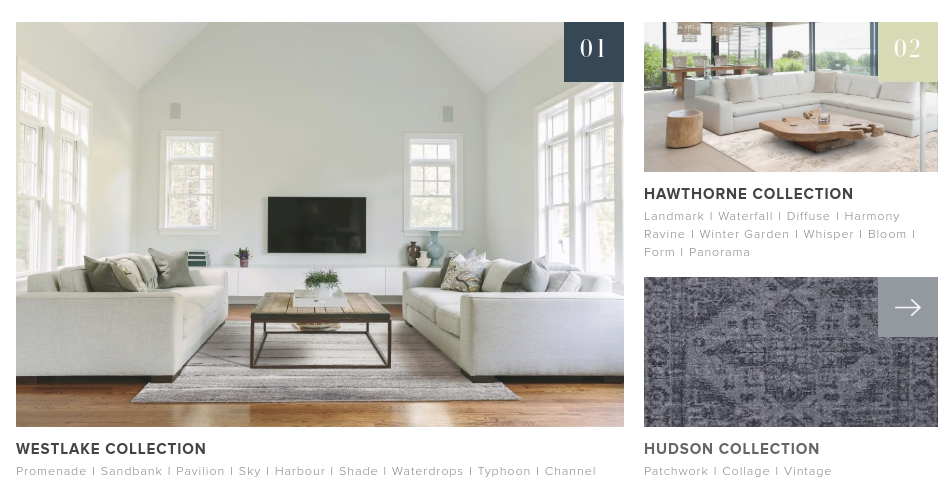 01
02
HAWTHORNE COLLECTION
Landmark I Waterfall I Diffuse I Harmony
Ravine I Winter Garden I Whisper I Bloom I
Form I Panorama
WESTLAKE COLLECTION
Promenade I Sandbank I Pavilion I Sky I Harbour I Shade I Waterdrops I Typhoon I Channel
HUDSON COLLECTION
Patchwork I Collage I Vintage